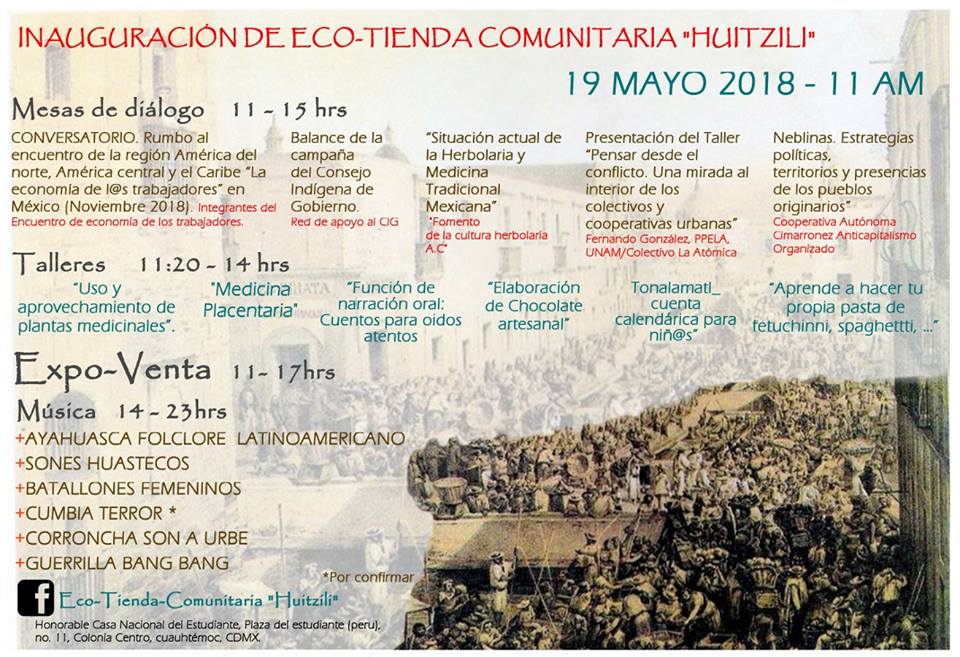 INAUGURACIÓN DE ECO-TIENDA COMUNITARIA "HUITZILI"
19 MAYO 2018 - 11 AM
Mesas de diálogo 11 - 15 hrs
CONVERSATORIO. Rumbo al
encuentro de la región América del
norte, América central y el Caribe "La
economía de l@s trabajadores" en
México (Noviembre 2018). Integrantes del
Encuentro de economía de los trabajadores.
Balance de la
campaña
del Consejo
Indígena de
Gobierno.
Red de apoyo al CIG
"Situación actual de
la Herbolaria y
Medicina
Tradicional
Mexicana"
"Fomento
de la cultura herbolaria
A.C"
Presentación del Taller
"Pensar desde el
conflicto. Una mirada al
interior de los
colectivos y
cooperativas urbanas"
Fernando González, PPELA,
UNAM/Colectivo La Atómica
Neblinas. Estrategias
políticas,
territorios y presencias
de los pueblos
originarios"
Cooperativa Autónoma
Cimarronez Anticapitalismo
Organizado
Talleres 11:20 - 14 hrs
"Uso y
aprovechamiento de
plantas medicinales".
"Medicina
Placentaria"
"Función de
narración oral:
Cuentos para oidos
atentos
"Elaboración
de Chocolate
artesanal"
Tonalamatl_
cuenta
calendárica para
niñ@s"
"Aprende a hacer tu
propia pasta de
fetuchinni, spaghettti, ..."
Expo-Venta 11- 17hrs
Música 14 - 23hrs
+AYAHUASCA FOLCLORE LATINOAMERICANO
+SONES HUASTECOS
+BATALLONES FEMENINOS
+CUMBIA TERROR *
+CORRONCHA SON A URBE
+GUERRILLA BANG BANG
*Por confirmar
f Eco-Tienda-Comunitaria "Huitzili"
Honorable Casa Nacional del Estudiante, Plaza del estudiante (peru),
no. 11, Colonia Centro, cuauhtémoc, CDMX.